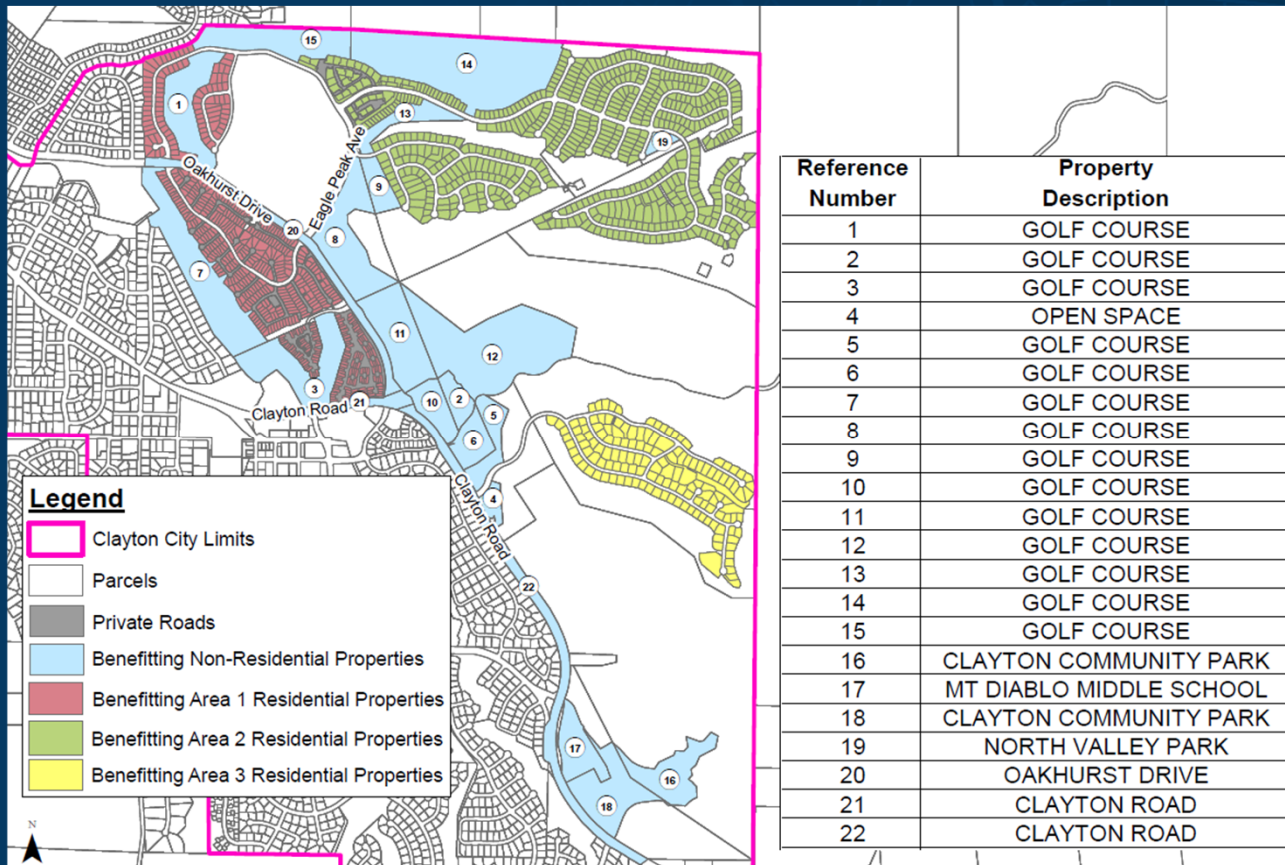 15
14
1
13
19
Oakhurst Drive
Eagle Peak Ave
9
20
8
7
11
12
3
Clayton Road
21
10
2
5
6
4
Clayton Road
22
17
16
18
Legend
Clayton City Limits
Parcels
Private Roads
Benefitting Non-Residential Properties
Benefitting Area 1 Residential Properties
Benefitting Area 2 Residential Properties
Benefitting Area 3 Residential Properties
N
Reference Number Property Description
1 GOLF COURSE
2 GOLF COURSE
3 GOLF COURSE
4 OPEN SPACE
5 GOLF COURSE
6 GOLF COURSE
7 GOLF COURSE
8 GOLF COURSE
9 GOLF COURSE
10 GOLF COURSE
11 GOLF COURSE
12 GOLF COURSE
13 GOLF COURSE
14 GOLF COURSE
15 GOLF COURSE
16 CLAYTON COMMUNITY PARK
17 MT DIABLO MIDDLE SCHOOL
18 CLAYTON COMMUNITY PARK
19 NORTH VALLEY PARK
20 OAKHURST DRIVE
21 CLAYTON ROAD
22 CLAYTON ROAD